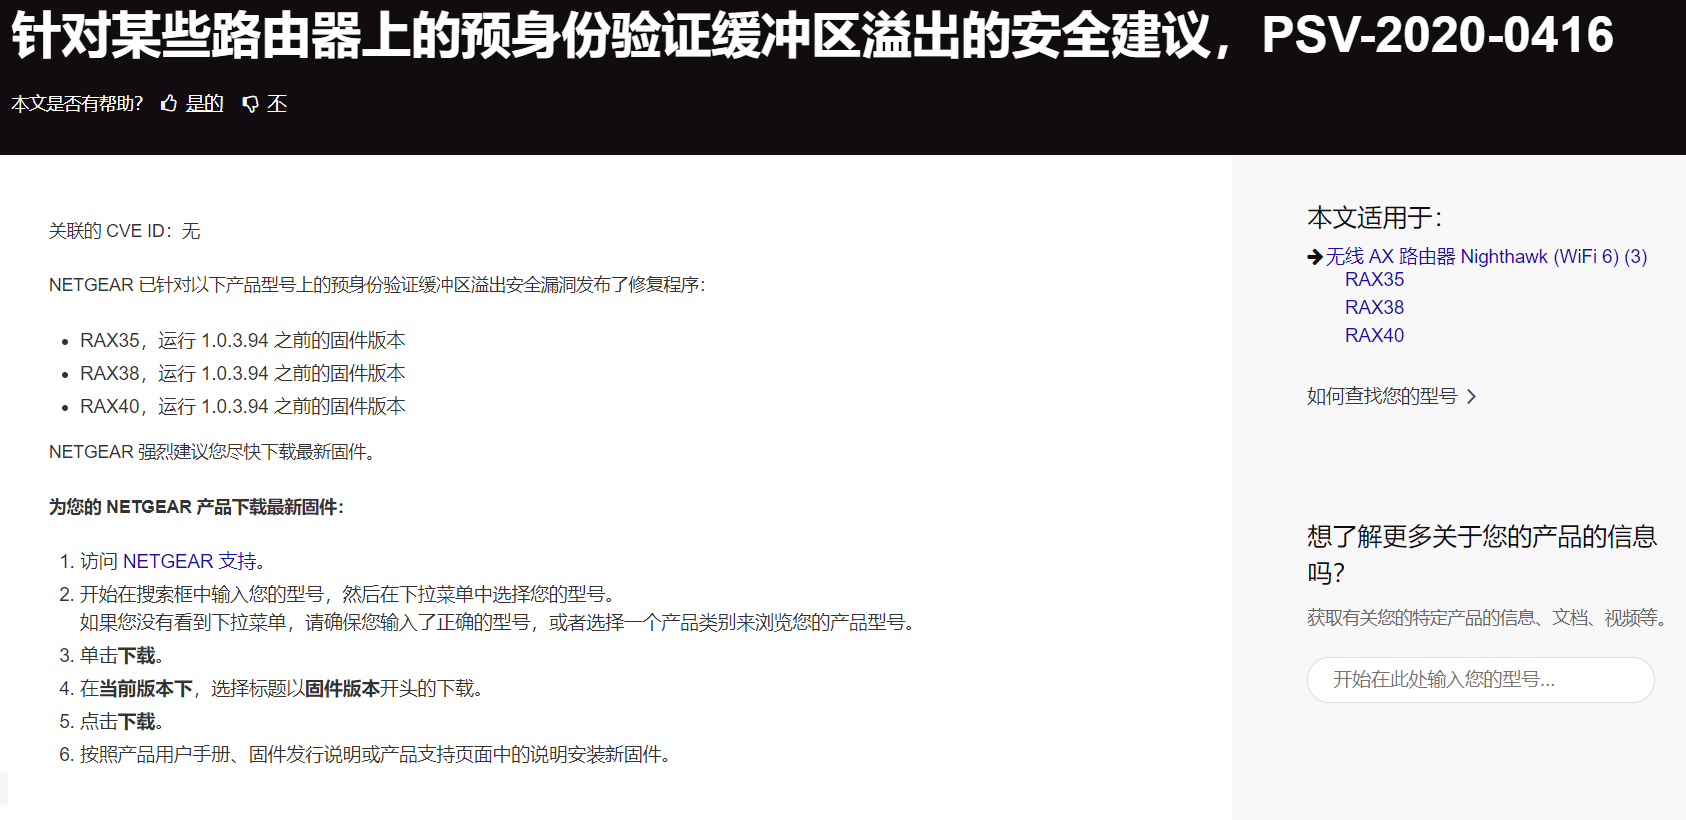 针对某些路由器上的预身份验证缓冲区溢出的安全建议，PSV-2020-0416
本文是否有帮助？ 是的 不
关联的 CVE ID：无
NETGEAR 已针对以下产品型号上的预身份验证缓冲区溢出安全漏洞发布了修复程序：
• RAX35，运行 1.0.3.94 之前的固件版本
• RAX38，运行 1.0.3.94 之前的固件版本
• RAX40，运行 1.0.3.94 之前的固件版本
NETGEAR 强烈建议您尽快下载最新固件。
为您的 NETGEAR 产品下载最新固件：
1. 访问 NETGEAR 支持。
2. 开始在搜索框中输入您的型号，然后在下拉菜单中选择您的型号。
如果您没有看到下拉菜单，请确保您输入了正确的型号，或者选择一个产品类别来浏览您的产品型号。
3. 单击下载。
4. 在当前版本下，选择标题以固件版本开头的下载。
5. 点击下载。
6. 按照产品用户手册、固件发行说明或产品支持页面中的说明安装新固件。
本文适用于：
无线 AX 路由器 Nighthawk (WiFi 6) (3)
RAX35
RAX38
RAX40
如何查找您的型号
想了解更多关于您的产品的信息
吗？
获取有关您的特定产品的信息、文档、视频等。
开始在此处输入您的型号...